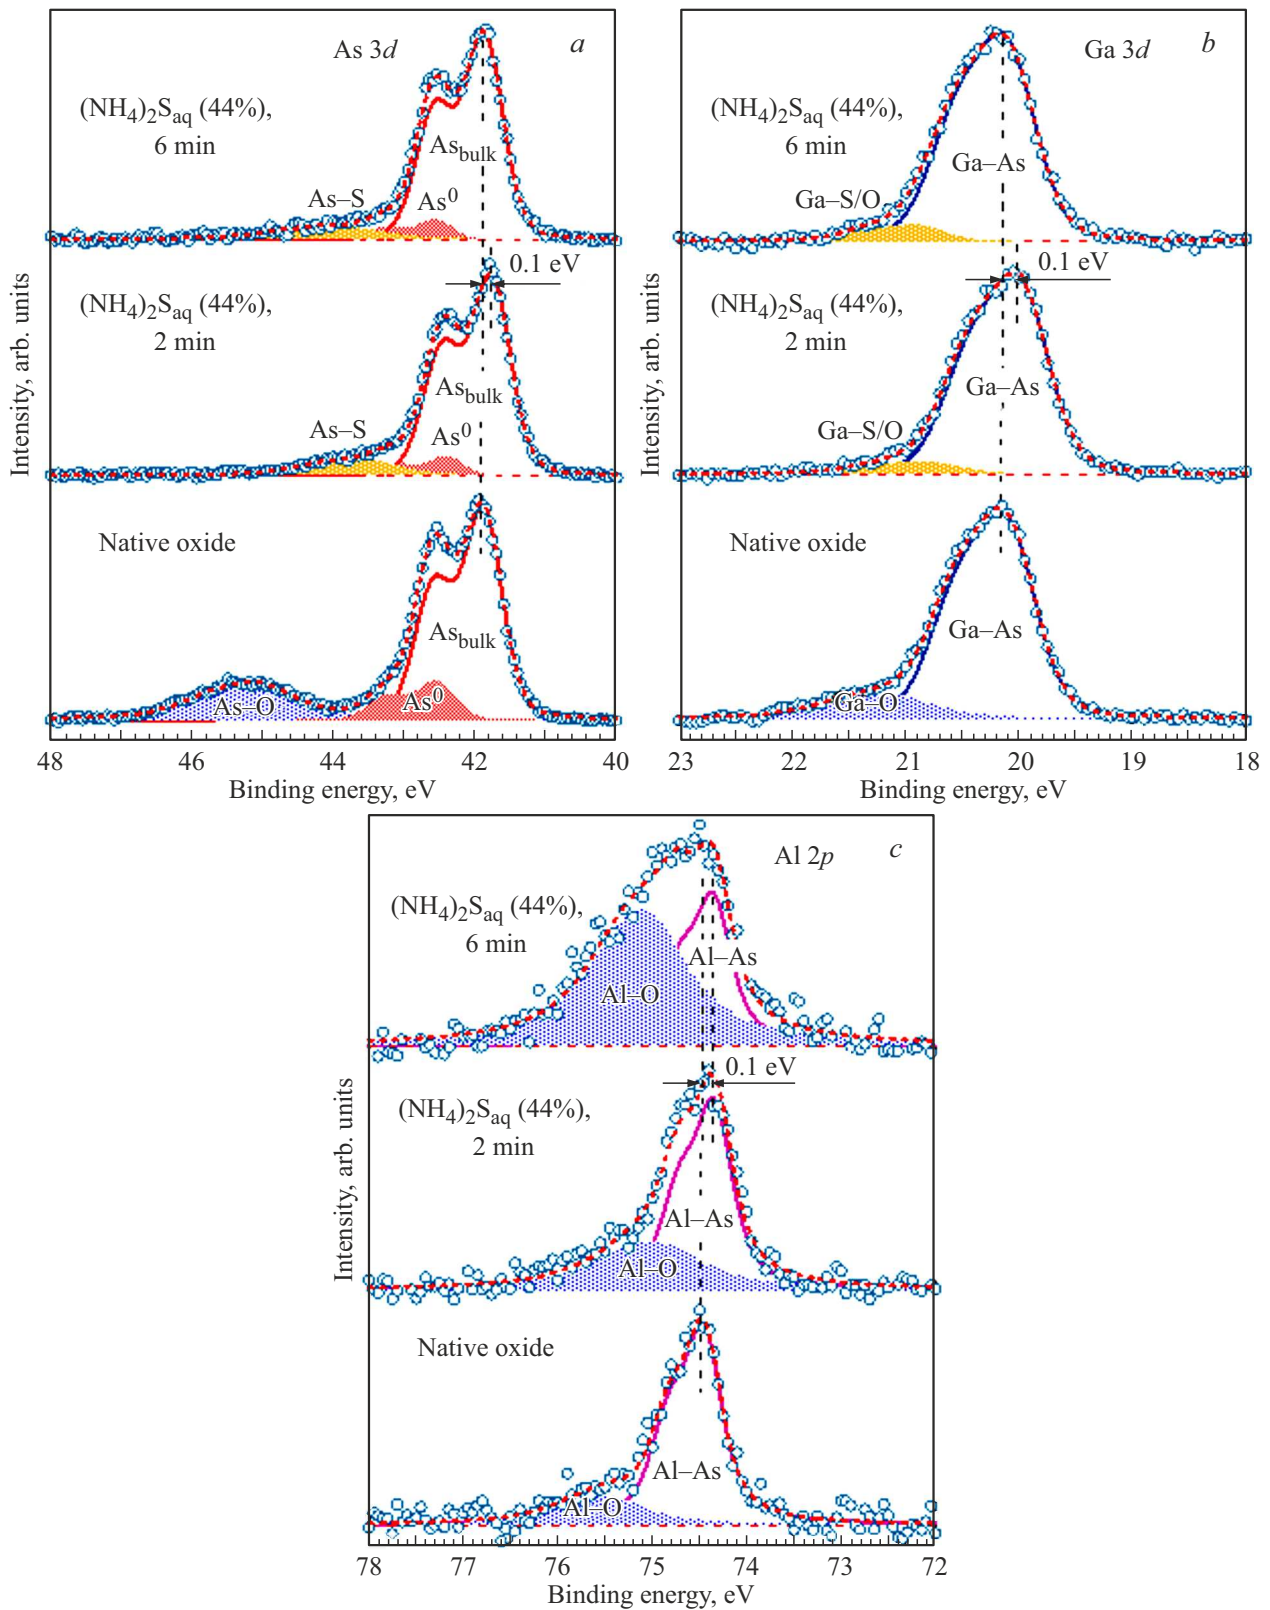 As 3d
a
(NH4)2Saq (44%),
6 min
Asbulk
As–S
As0
0.1 eV
(NH4)2Saq (44%),
2 min
Asbulk
As–S
As0
Native oxide
Asbulk
As–O
As0
Intensity, arb. units
48 46 44 42 40
Binding energy, eV
Ga 3d
b
(NH4)2Saq (44%),
6 min
Ga–As
Ga–S/O
0.1 eV
(NH4)2Saq (44%),
2 min
Ga–As
Ga–S/O
Native oxide
Ga–As
Ga–O
Intensity, arb. units
23 22 21 20 19 18
Binding energy, eV
Al 2p
c
(NH4)2Saq (44%),
6 min
Al–As
Al–O
0.1 eV
(NH4)2Saq (44%),
2 min
Al–As
Al–O
Native oxide
Al–As
Al–O
Intensity, arb. units
78 77 76 75 74 73 72
Binding energy, eV